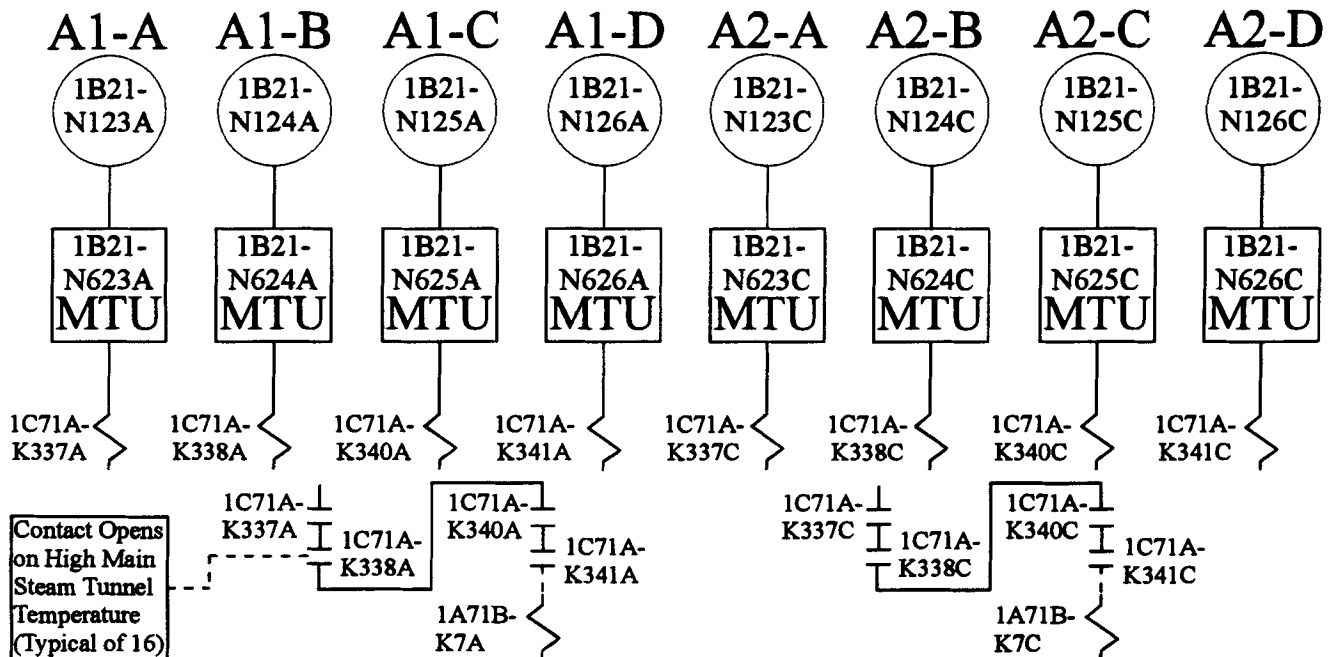 A1-A A1-B A1-C A1-D A2-A A2-B A2-C A2-D
1B21- 1B21- 1B21- 1B21- 1B21- 1B21- 1B21- 1B21-
N123A N124A N125A N126A N123C N124C N125C N126C
1B21- 1B21- 1B21- 1B21- 1B21- 1B21- 1B21- 1B21-
N623A N624A N625A N626A N623C N624C N625C N626C
MTU MTU MTU MTU MTU MTU MTU MTU
1C71A- 1C71A- 1C71A- 1C71A- 1C71A- 1C71A- 1C71A- 1C71A-
K337A K338A K340A K341A K337C K338C K340C K341C
1C71A- 1C71A- 1C71A- 1C71A-
K337A K340A K337C K340C
1C71A- 1C71A- 1C71A- 1C71A-
K338A K341A K338C K341C
1A71B- 1A71B-
K7A K7C
Contact Opens
on High Main
Steam Tunnel
Temperature
(Typical of 16)